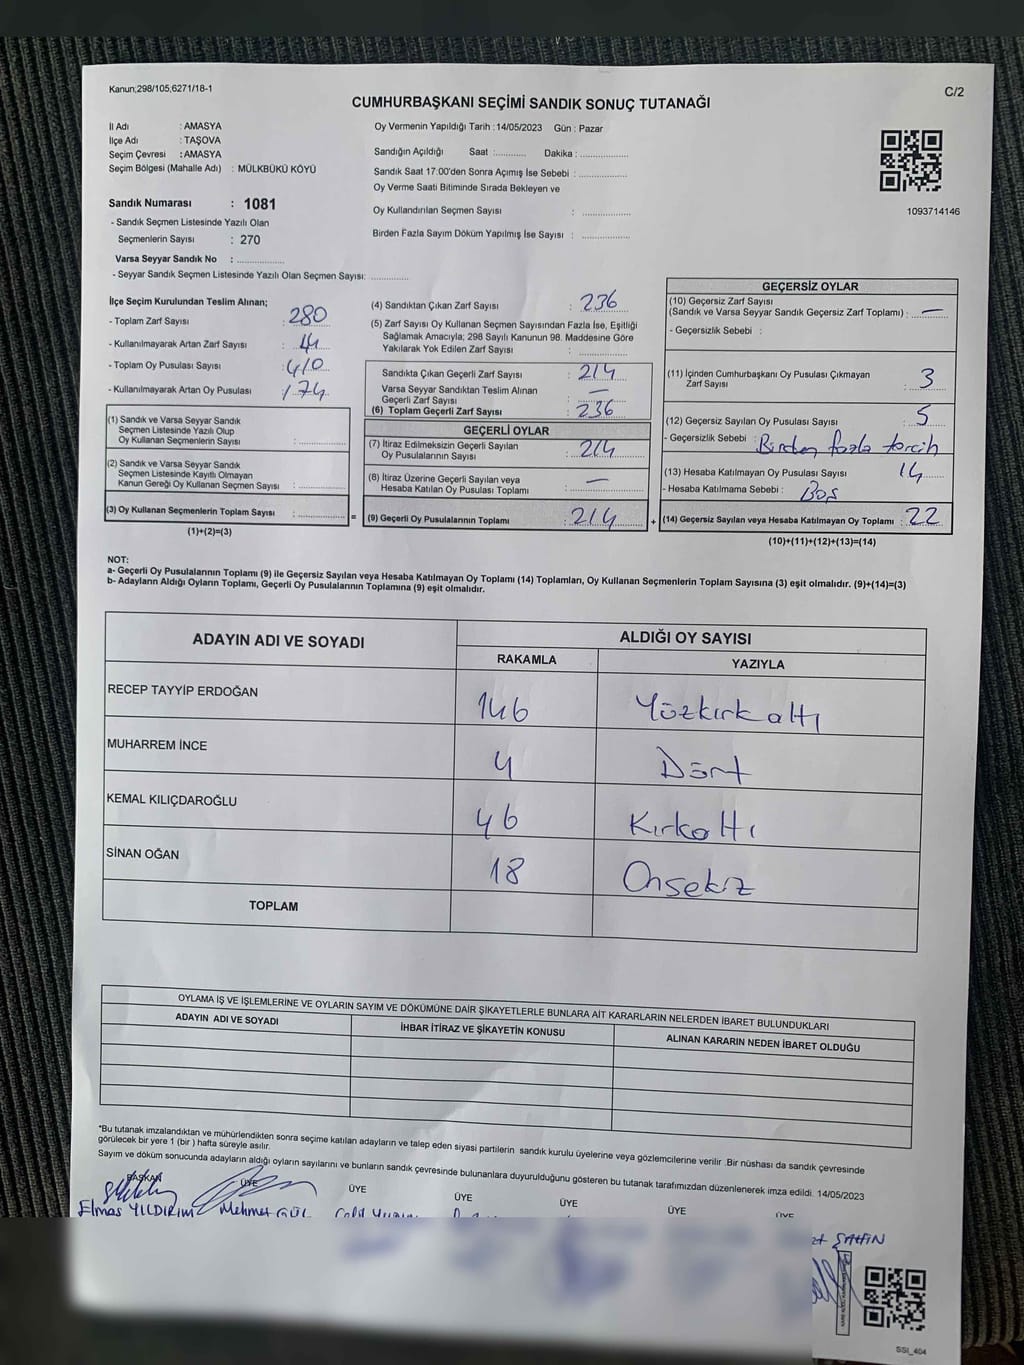 Kanun;298/105,6271/18-1
C/2
CUMHURBAŞKANI SEÇİMİ SANDIK SONUÇ TUTANAĞI
İl Adı : AMASYA
İlçe Adı : TAŞOVA
Seçim Çevresi : AMASYA
Seçim Bölgesi (Mahalle Adı) : MÜLKBÜKÜ KÖYÜ
Sandık Numarası : 1081
- Sandık Seçmen Listesinde Yazılı Olan
Seçmenlerin Sayısı : 270
Varsa Seyyar Sandık No : ................
- Seyyar Sandık Seçmen Listesinde Yazılı Olan Seçmen Sayısı: ............
Oy Vermenin Yapıldığı Tarih :14/05/2023 Gün : Pazar
Sandığın Açıldığı Saat :........... Dakika : ................
Sandık Saat 17:00'den Sonra Açımış İse Sebebi : ................
Oy Verme Saati Bitiminde Sırada Bekleyen ve
Oy Kullandırılan Seçmen Sayısı : ................
Birden Fazla Sayım Döküm Yapılmış İse Sayısı : ................
1093714146
İlçe Seçim Kurulundan Teslim Alınan;
- Toplam Zarf Sayısı : 280
- Kullanılmayarak Artan Zarf Sayısı : 44
- Toplam Oy Pusulası Sayısı : 410
- Kullanılmayarak Artan Oy Pusulası : 174
(1) Sandık ve Varsa Seyyar Sandık
Seçmen Listesinde Yazılı Olup
Oy Kullanan Seçmenlerin Sayısı : ................
(2) Sandık ve Varsa Seyyar Sandık
Seçmen Listesinde Kayıtlı Olmayan
Kanun Gereği Oy Kullanan Seçmen Sayısı : ................
(3) Oy Kullanan Seçmenlerin Toplam Sayısı : ................ =
(1)+(2)=(3)
(4) Sandıktan Çıkan Zarf Sayısı : 236
(5) Zarf Sayısı Oy Kullanan Seçmen Sayısından Fazla İse, Eşitliği
Sağlamak Amacıyla; 298 Sayılı Kanunun 98. Maddesine Göre
Yakılarak Yok Edilen Zarf Sayısı : ................
Sandıkta Çıkan Geçerli Zarf Sayısı : 214
Varsa Seyyar Sandıktan Teslim Alınan
Geçerli Zarf Sayısı : —
(6) Toplam Geçerli Zarf Sayısı : 236
GEÇERLİ OYLAR
(7) İtiraz Edilmeksizin Geçerli Sayılan
Oy Pusulalarının Sayısı : 214
(8) İtiraz Üzerine Geçerli Sayılan veya
Hesaba Katılan Oy Pusulası Toplamı : —
(9) Geçerli Oy Pusulalarının Toplamı : 214 +
GEÇERSİZ OYLAR
(10) Geçersiz Zarf Sayısı
(Sandık ve Varsa Seyyar Sandık Geçersiz Zarf Toplamı) : —
- Geçersizlik Sebebi :
(11) İçinden Cumhurbaşkanı Oy Pusulası Çıkmayan
Zarf Sayısı : 3
(12) Geçersiz Sayılan Oy Pusulası Sayısı : 5
- Geçersizlik Sebebi : Birden fazla tercih
(13) Hesaba Katılmayan Oy Pusulası Sayısı 14
- Hesaba Katılmama Sebebi : Boş
(14) Geçersiz Sayılan veya Hesaba Katılmayan Oy Toplamı : 22
(10)+(11)+(12)+(13)=(14)
NOT:
a- Geçerli Oy Pusulalarının Toplamı (9) ile Geçersiz Sayılan veya Hesaba Katılmayan Oy Toplamı (14) Toplamları, Oy Kullanan Seçmenlerin Toplam Sayısına (3) eşit olmalıdır. (9)+(14)=(3)
b- Adayların Aldığı Oyların Toplamı, Geçerli Oy Pusulalarının Toplamına (9) eşit olmalıdır.
ADAYIN ADI VE SOYADI ALDIĞI OY SAYISI
RAKAMLA YAZIYLA
RECEP TAYYİP ERDOĞAN 146 Yüzkırkaltı
MUHARREM İNCE 4 Dört
KEMAL KILIÇDAROĞLU 46 Kırkaltı
SİNAN OĞAN 18 Onsekiz
TOPLAM
OYLAMA İŞ VE İŞLEMLERİNE VE OYLARIN SAYIM VE DÖKÜMÜNE DAİR ŞİKAYETLERLE BUNLARA AİT KARARLARIN NELERDEN İBARET BULUNDUKLARI
ADAYIN ADI VE SOYADI İHBAR İTİRAZ VE ŞİKAYETİN KONUSU ALINAN KARARIN NEDEN İBARET OLDUĞU
*Bu tutanak imzalandıktan ve mühürlendikten sonra seçime katılan adayların ve talep eden siyasi partilerin sandık kurulu üyelerine veya gözlemcilerine verilir .Bir nüshası da sandık çevresinde
görülecek bir yere 1 (bir ) hafta süreyle asılır.
Sayım ve döküm sonucunda adayların aldığı oyların sayılarını ve bunların sandık çevresinde bulunanlara duyurulduğunu gösteren bu tutanak tarafımızdan düzenlenerek imza edildi. 14/05/2023
BAŞKAN ÜYE ÜYE ÜYE ÜYE ÜYE ÜYE
Elmas YILDIRIM Mehmet GÜL
ŞAHİN
SSI_404